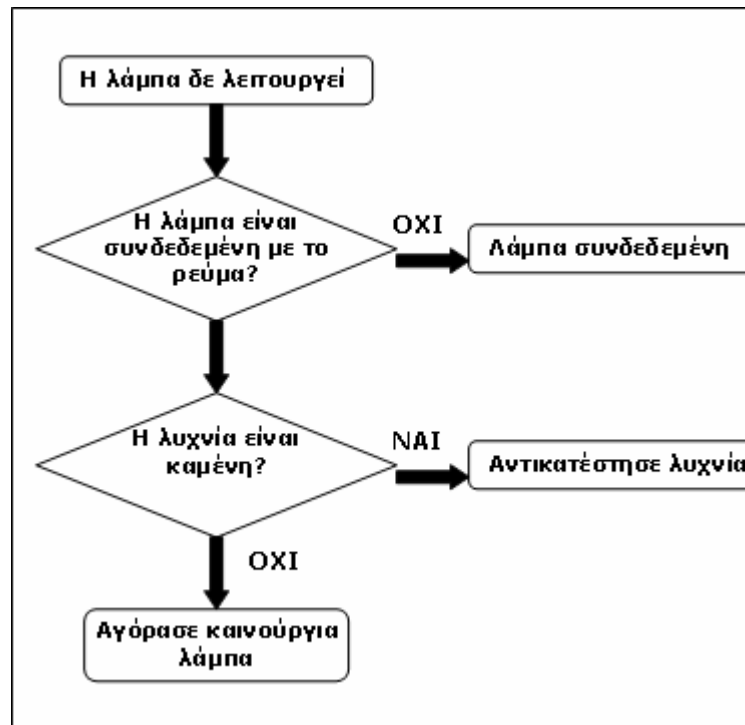 Η λάμπα δε λειτουργεί
Η λάμπα είναι
συνδεδεμένη με το
ρεύμα?
ΟΧΙ
Λάμπα συνδεδεμένη
Η λυχνία είναι
καμένη?
ΝΑΙ
Αντικατέστησε λυχνία
ΟΧΙ
Αγόρασε καινούργια
λάμπα